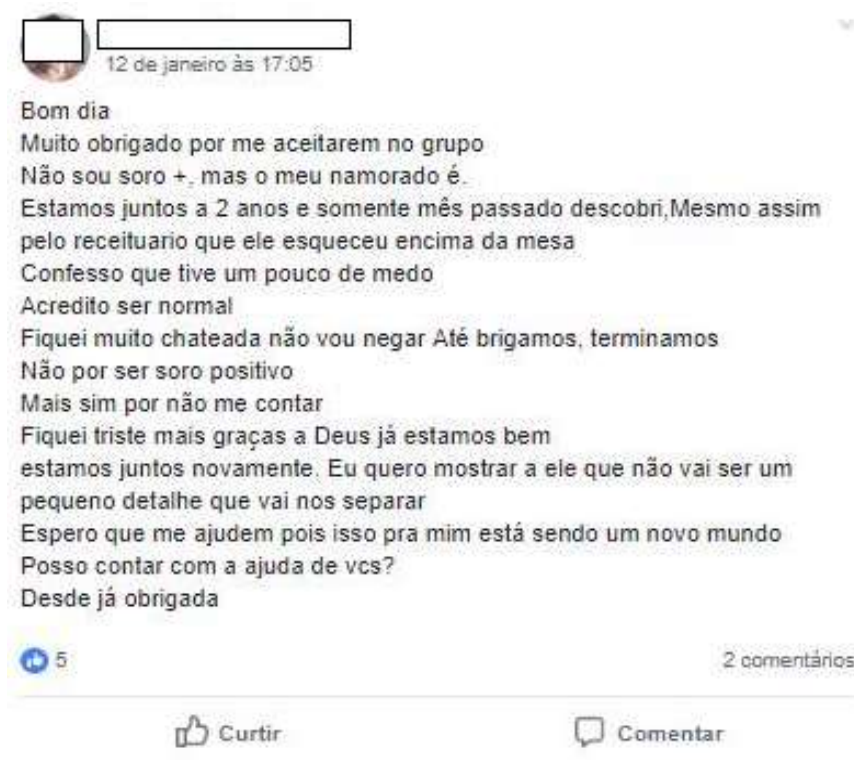 12 de janeiro às 17:05
Bom dia
Muito obrigado por me aceitarem no grupo
Não sou soro +, mas o meu namorado é.
Estamos juntos a 2 anos e somente mês passado descobri,Mesmo assim
pelo receituario que ele esqueceu encima da mesa
Confesso que tive um pouco de medo
Acredito ser normal
Fiquei muito chateada não vou negar Até brigamos, terminamos
Não por ser soro positivo
Mais sim por não me contar
Fiquei triste mais graças a Deus já estamos bem
estamos juntos novamente. Eu quero mostrar a ele que não vai ser um
pequeno detalhe que vai nos separar
Espero que me ajudem pois isso pra mim está sendo um novo mundo
Posso contar com a ajuda de vcs?
Desde já obrigada
5 2 comentários
Curtir Comentar